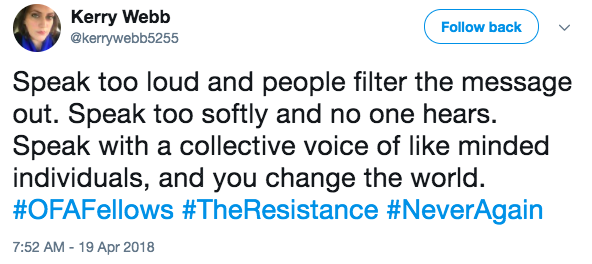 Kerry Webb
@kerrywebb5255
Follow back
Speak too loud and people filter the message
out. Speak too softly and no one hears.
Speak with a collective voice of like minded
individuals, and you change the world.
#OFAFellows #TheResistance #NeverAgain
7:52 AM - 19 Apr 2018